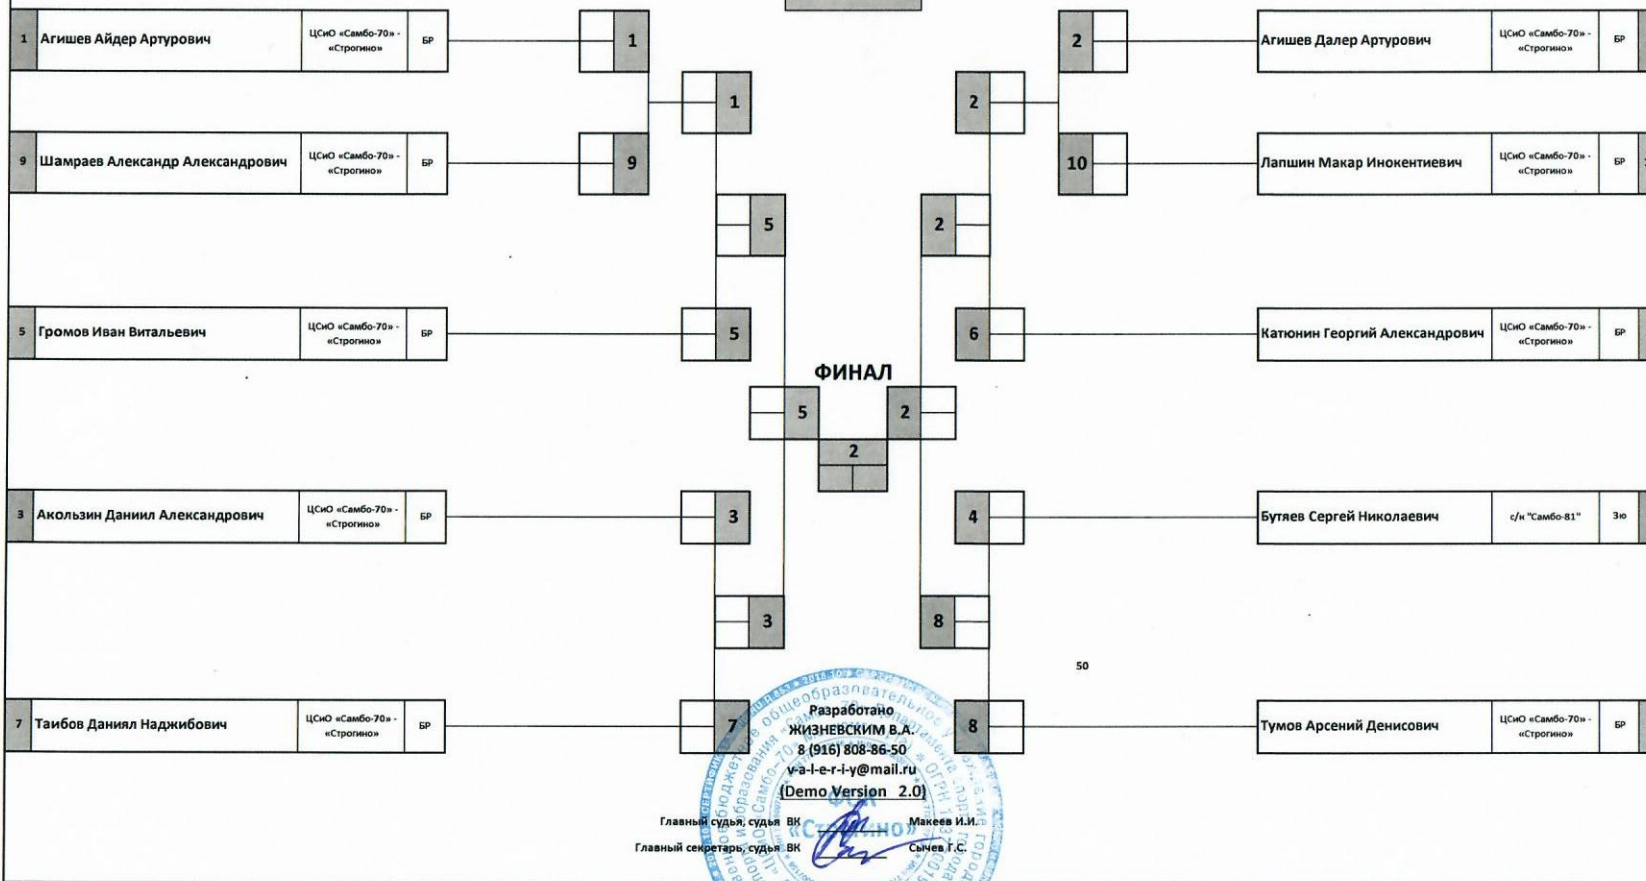 1 Агишев Айдер Артурович ЦСиО «Самбо-70» - «Строгино» БР 1
2 Агишев Далер Артурович ЦСиО «Самбо-70» - «Строгино» БР
1
2
9 Шамраев Александр Александрович ЦСиО «Самбо-70» - «Строгино» БР 9
10 Лапшин Макар Инокентиевич ЦСиО «Самбо-70» - «Строгино» БР
5
2
5 Громов Иван Витальевич ЦСиО «Самбо-70» - «Строгино» БР 5
6 Катюнин Георгий Александрович ЦСиО «Самбо-70» - «Строгино» БР
ФИНАЛ
5 2
2
3 Акользин Даниил Александрович ЦСиО «Самбо-70» - «Строгино» БР 3
4 Бутяев Сергей Николаевич с/к "Самбо-81" 3ю
3
8
50
7 Таибов Даниял Наджибович ЦСиО «Самбо-70» - «Строгино» БР 7
8 Тумов Арсений Денисович ЦСиО «Самбо-70» - «Строгино» БР
Разработано
ЖИЗНЕВСКИМ В.А.
8 (916) 808-86-50
v-a-l-e-r-i-y@mail.ru
(Demo Version 2.0)
Главный судья, судья ВК Макеев И.И.
«Строгино»
Главный секретарь, судья ВК Сычев Г.С.